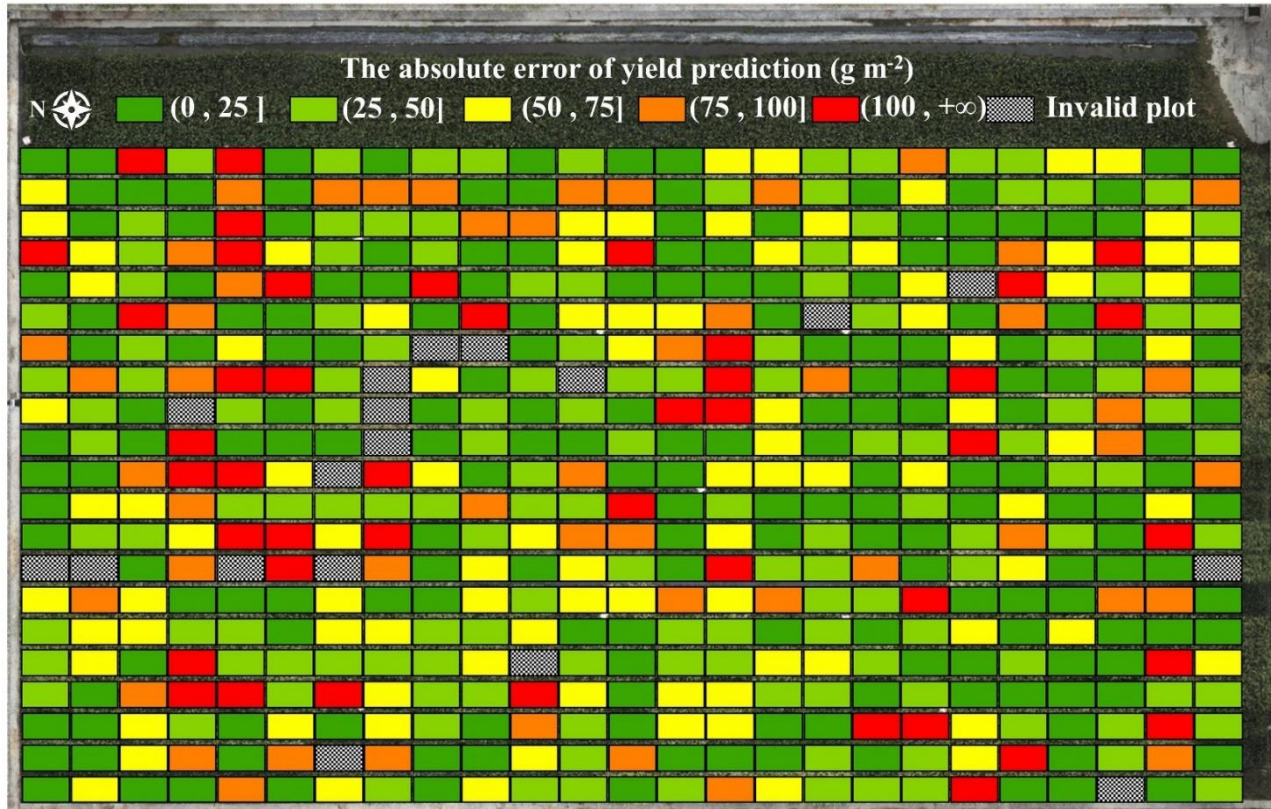 The absolute error of yield prediction (g m⁻²)
N (0 , 25 ] (25 , 50] (50 , 75] (75 , 100] (100 , +∞) Invalid plot